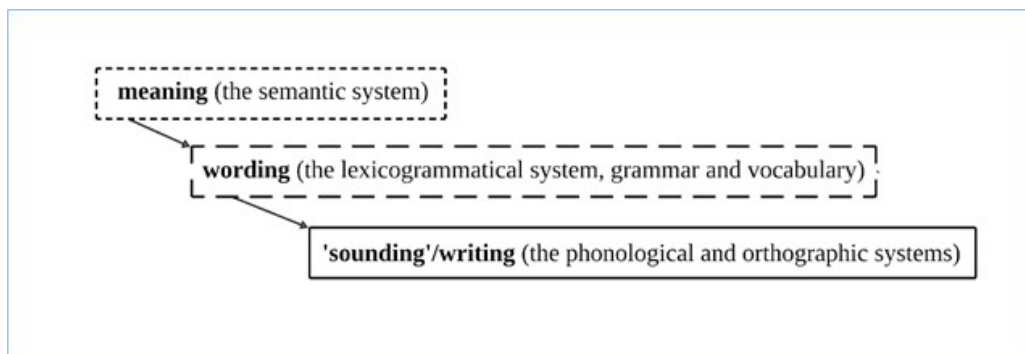 meaning (the semantic system)
wording (the lexicogrammatical system, grammar and vocabulary)
'sounding'/writing (the phonological and orthographic systems)